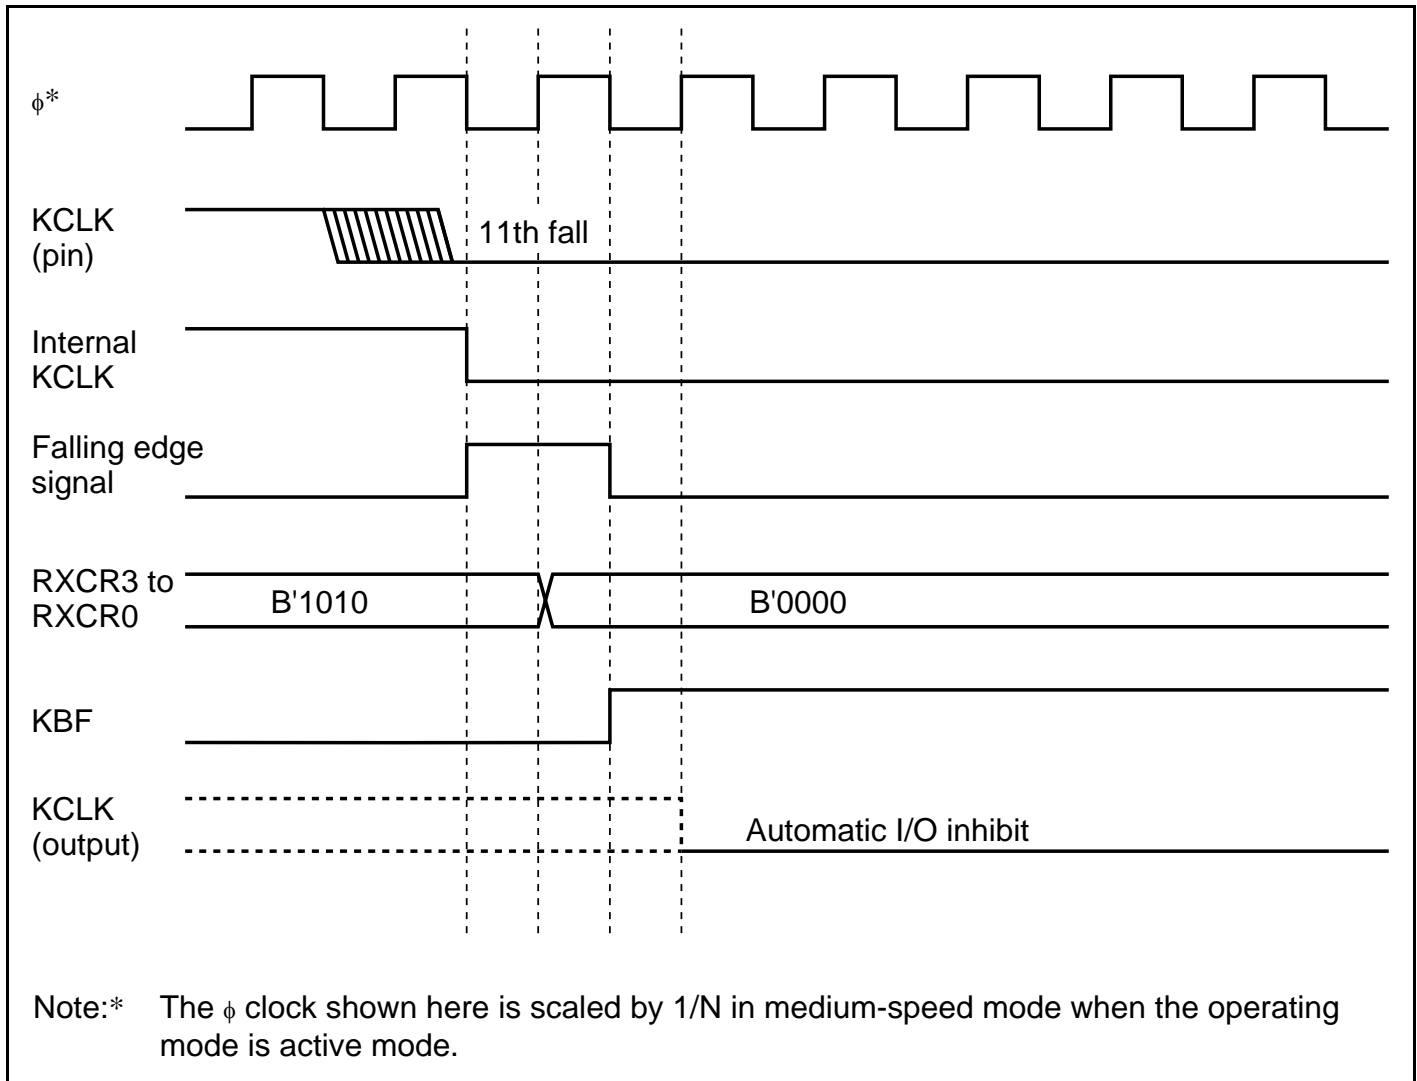 ϕ*
KCLK
(pin)
11th fall
Internal
KCLK
Falling edge
signal
RXCR3 to
RXCR0
B'1010
B'0000
KBF
KCLK
(output)
Automatic I/O inhibit
Note:* The ϕ clock shown here is scaled by 1/N in medium-speed mode when the operating
mode is active mode.